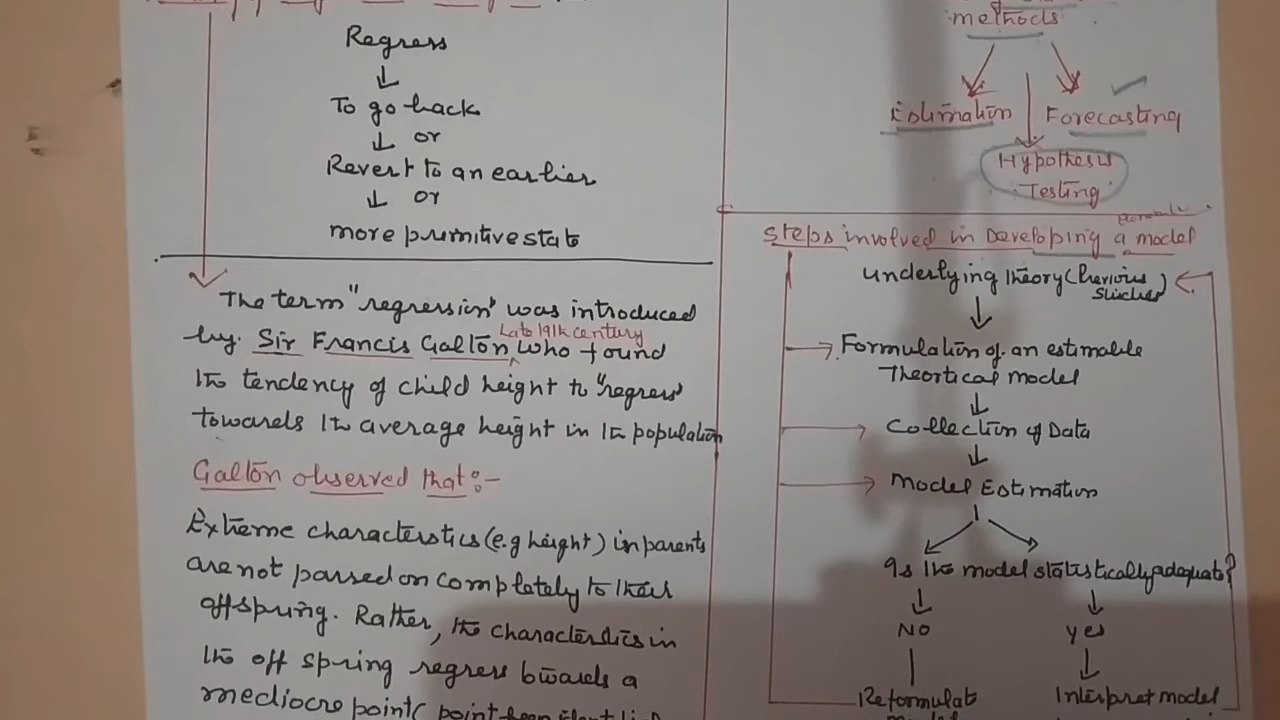 Regress
To go back
or
Revert to an earlier
or
more primitive state
The term "regression" was introduced
by Sir Francis Galton who found
Late 19th century
the tendency of child height to "regress"
towards the average height in the population
Galton observed that:-
Extreme characterstics (e.g height) in parents
are not passed on completely to their
offspring. Rather, the characterstics in
the off spring regress towards a
mediocre point (point
methods
Estimation
Forecasting
Hypothesis
Testing
Steps involved in Developing a model
underlying theory (Previous
Studies)
Formulation of an estimable
Theortical model
Collection of Data
Model Estimation
Is the model statistically adequate?
NO
yes
Reformulat
Interpret model